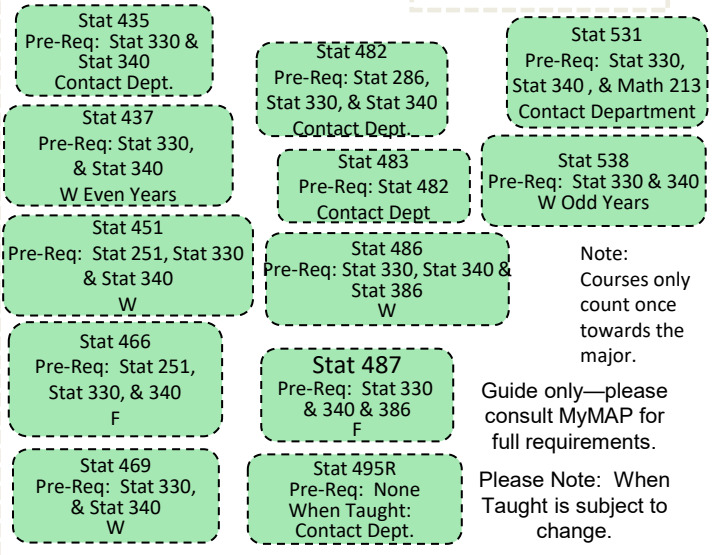 Stat 435
Pre-Req:  Stat 330 &
Stat 340
Contact Dept.
Stat 437
Pre-Req: Stat 330,
& Stat 340
W Even Years
Stat 451
Pre-Req:  Stat 251, Stat 330
& Stat 340
W
Stat 466
Pre-Req:  Stat 251,
Stat 330, & 340
F
Stat 469
Pre-Req:  Stat 330,
& Stat 340
W
Stat 482
Pre-Req: Stat 286,
Stat 330, & Stat 340
Contact Dept.
Stat 483
Pre-Req: Stat 482
Contact Dept
Stat 486
Pre-Req: Stat 330, Stat 340 &
Stat 386
W
Stat 487
Pre-Req:  Stat 330
& 340 & 386
F
Stat 495R
Pre-Req:  None
When Taught:
Contact Dept.
Stat 531
Pre-Req:  Stat 330,
Stat 340 , & Math 213
Contact Department
Stat 538
Pre-Req:  Stat 330 & 340
W Odd Years
Note:
Courses only
count once
towards the
major.
Guide only—please
consult MyMAP for
full requirements.
Please Note:  When
Taught is subject to
change.